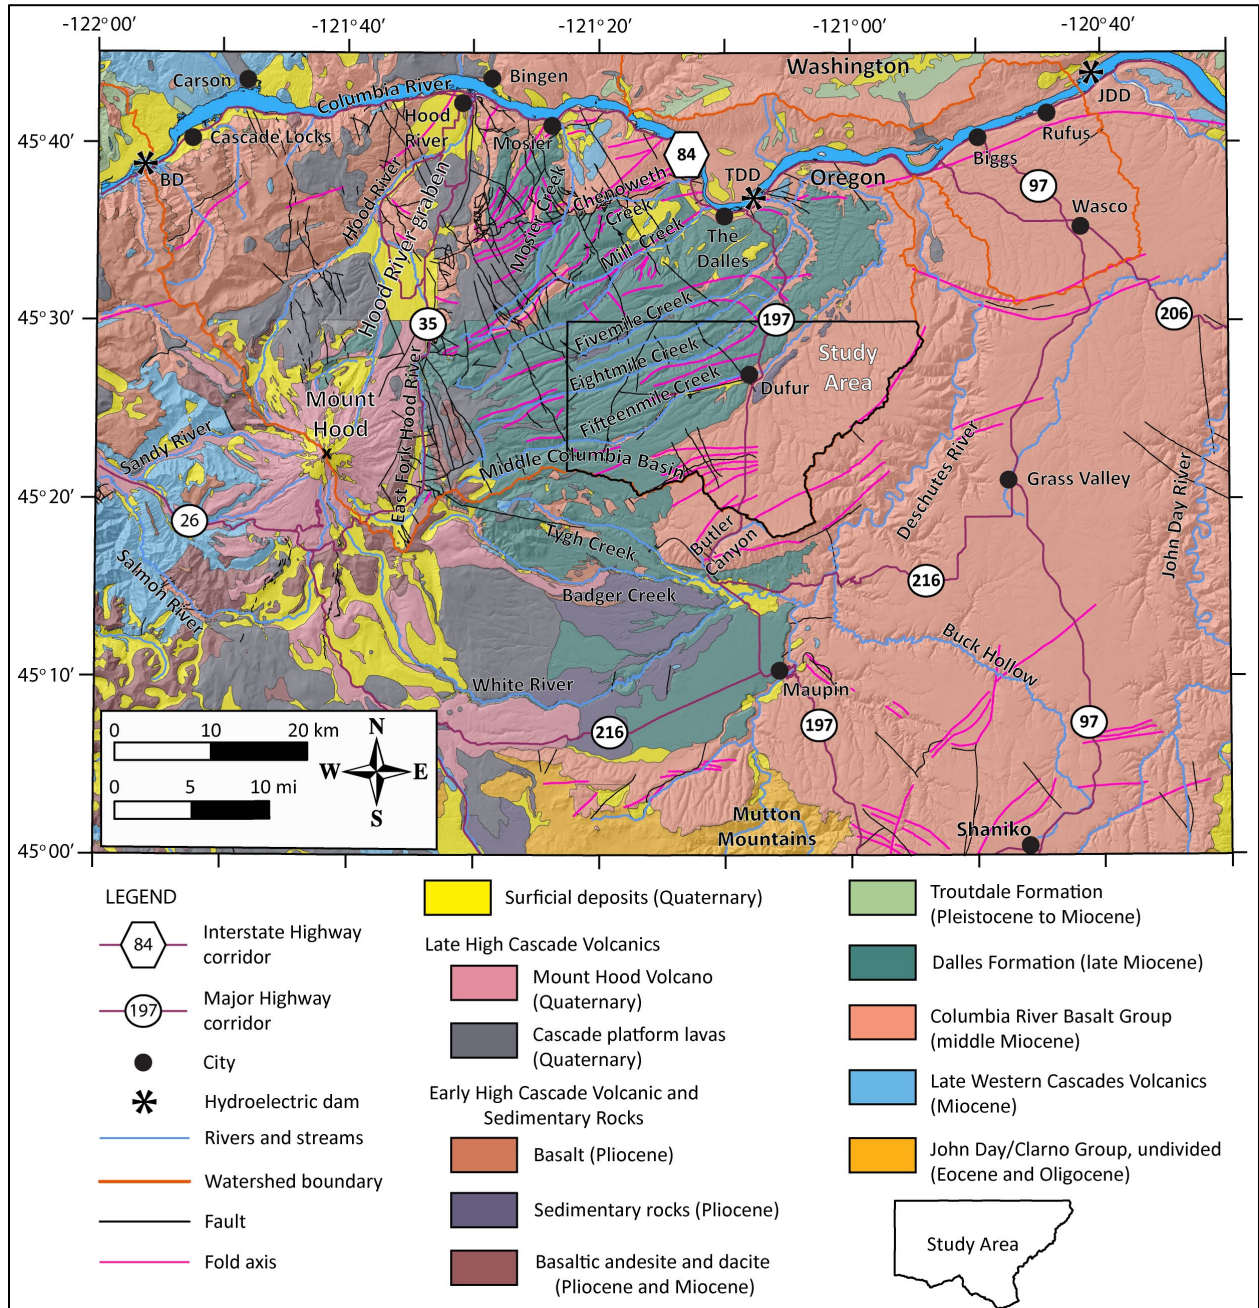 -122°00′
-121°40′
-121°20′
-121°00′
-120°40′
45°40′
45°30′
45°20′
45°10′
45°00′
Washington
Carson
Bingen
Columbia River
JDD
Cascade Locks
Hood
River
Mosier
84
Rufus
Biggs
BD
TDD
Oregon
97
Wasco
Hood River
Hood River graben
Mosier Creek
Chenoweth
Creek
Mill Creek
The
Dalles
35
197
206
Fivemile Creek
Eightmile Creek
Fifteenmile Creek
Study
Area
Dufur
Mount
Hood
Sandy River
East Fork Hood River
Middle Columbia Basin
Deschutes River
Grass Valley
John Day River
26
Salmon River
Tygh Creek
Butler
Canyon
216
Badger Creek
Buck Hollow
White River
Maupin
216
197
97
Mutton
Mountains
Shaniko
0 10 20 km
0 5 10 mi
N
W E
S
LEGEND
84
Interstate Highway
corridor
197
Major Highway
corridor
City
Hydroelectric dam
Rivers and streams
Watershed boundary
Fault
Fold axis
Surficial deposits (Quaternary)
Late High Cascade Volcanics
Mount Hood Volcano
(Quaternary)
Cascade platform lavas
(Quaternary)
Early High Cascade Volcanic and
Sedimentary Rocks
Basalt (Pliocene)
Sedimentary rocks (Pliocene)
Basaltic andesite and dacite
(Pliocene and Miocene)
Troutdale Formation
(Pleistocene to Miocene)
Dalles Formation (late Miocene)
Columbia River Basalt Group
(middle Miocene)
Late Western Cascades Volcanics
(Miocene)
John Day/Clarno Group, undivided
(Eocene and Oligocene)
Study Area